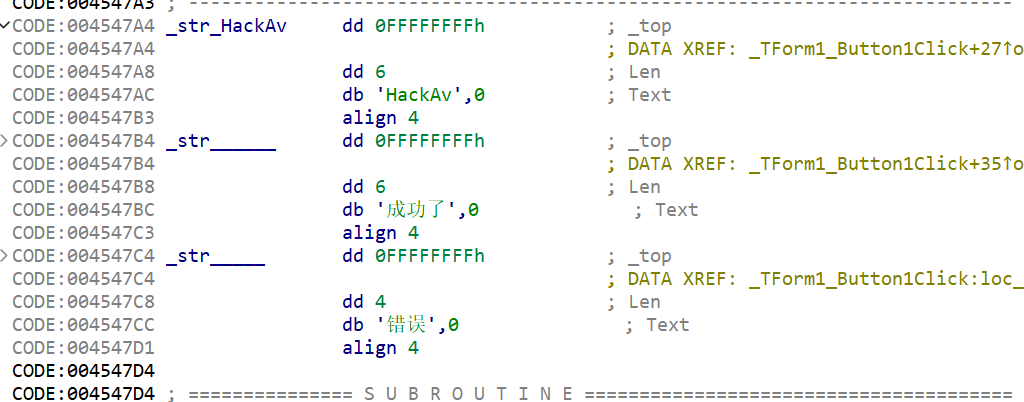 CODE:004547A3 ; ---------------------------------------------------------------------------
CODE:004547A4 _str_HackAv     dd 0FFFFFFFFh           ; _top
CODE:004547A4                                         ; DATA XREF: _TForm1_Button1Click+27↑o
CODE:004547A8                 dd 6                    ; Len
CODE:004547AC                 db 'HackAv',0           ; Text
CODE:004547B3                 align 4
CODE:004547B4 _str______      dd 0FFFFFFFFh           ; _top
CODE:004547B4                                         ; DATA XREF: _TForm1_Button1Click+35↑o
CODE:004547B8                 dd 6                    ; Len
CODE:004547BC                 db '成功了',0              ; Text
CODE:004547C3                 align 4
CODE:004547C4 _str_____       dd 0FFFFFFFFh           ; _top
CODE:004547C4                                         ; DATA XREF: _TForm1_Button1Click:loc_
CODE:004547C8                 dd 4                    ; Len
CODE:004547CC                 db '错误',0               ; Text
CODE:004547D1                 align 4
CODE:004547D4
CODE:004547D4 ; =============== S U B R O U T I N E =======================================